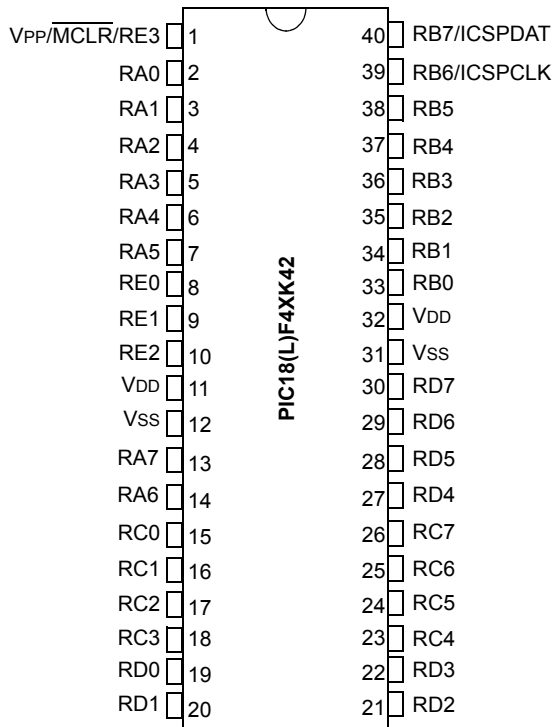 VPP/MCLR/RE3 1 40 RB7/ICSPDAT
RA0 2 39 RB6/ICSPCLK
RA1 3 38 RB5
RA2 4 37 RB4
RA3 5 36 RB3
RA4 6 35 RB2
RA5 7 34 RB1
RE0 8 33 RB0
RE1 9 32 VDD
RE2 10 31 VSS
VDD 11 30 RD7
VSS 12 29 RD6
RA7 13 28 RD5
RA6 14 27 RD4
RC0 15 26 RC7
RC1 16 25 RC6
RC2 17 24 RC5
RC3 18 23 RC4
RD0 19 22 RD3
RD1 20 21 RD2
PIC18(L)F4XK42